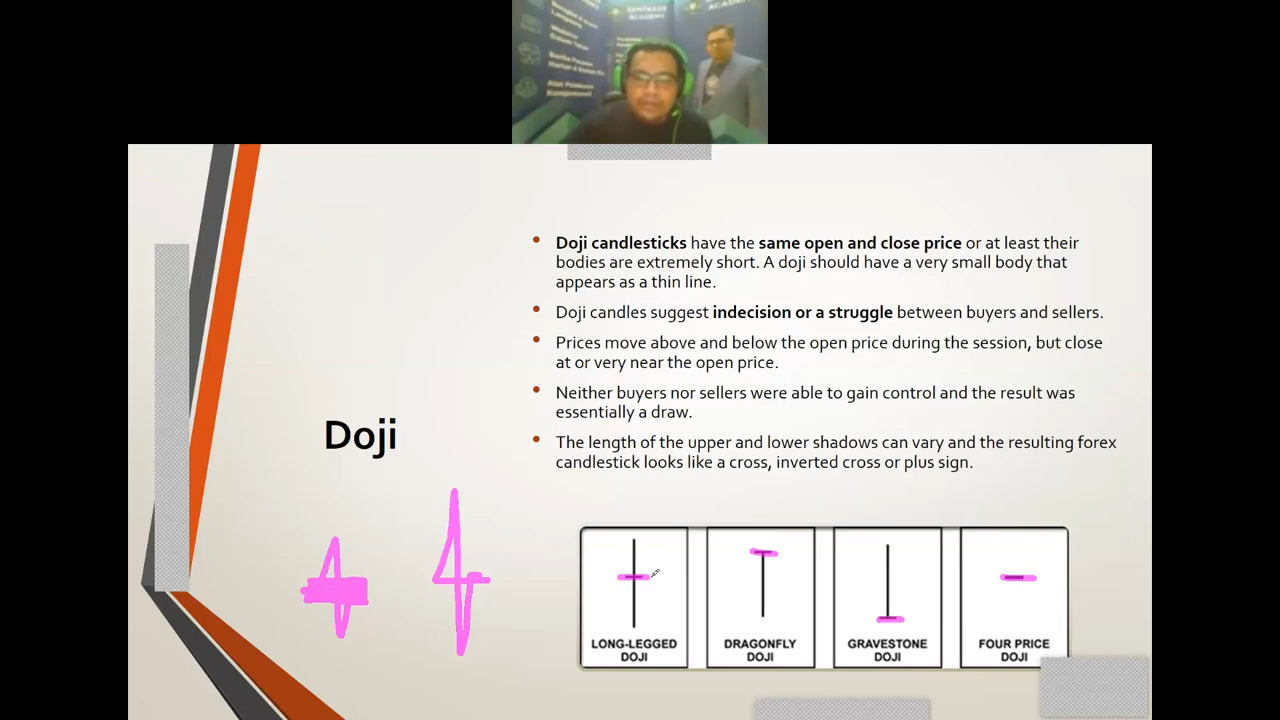 ACADEMY
Doji candlesticks have the same open and close price or at least their
bodies are extremely short. A doji should have a very small body that
appears as a thin line.
Doji candles suggest indecision or a struggle between buyers and sellers.
Prices move above and below the open price during the session, but close
at or very near the open price.
Neither buyers nor sellers were able to gain control and the result was
essentially a draw.
The length of the upper and lower shadows can vary and the resulting forex
candlestick looks like a cross, inverted cross or plus sign.
Doji
LONG-LEGGED
DOJI
DRAGONFLY
DOJI
GRAVESTONE
DOJI
FOUR PRICE
DOJI